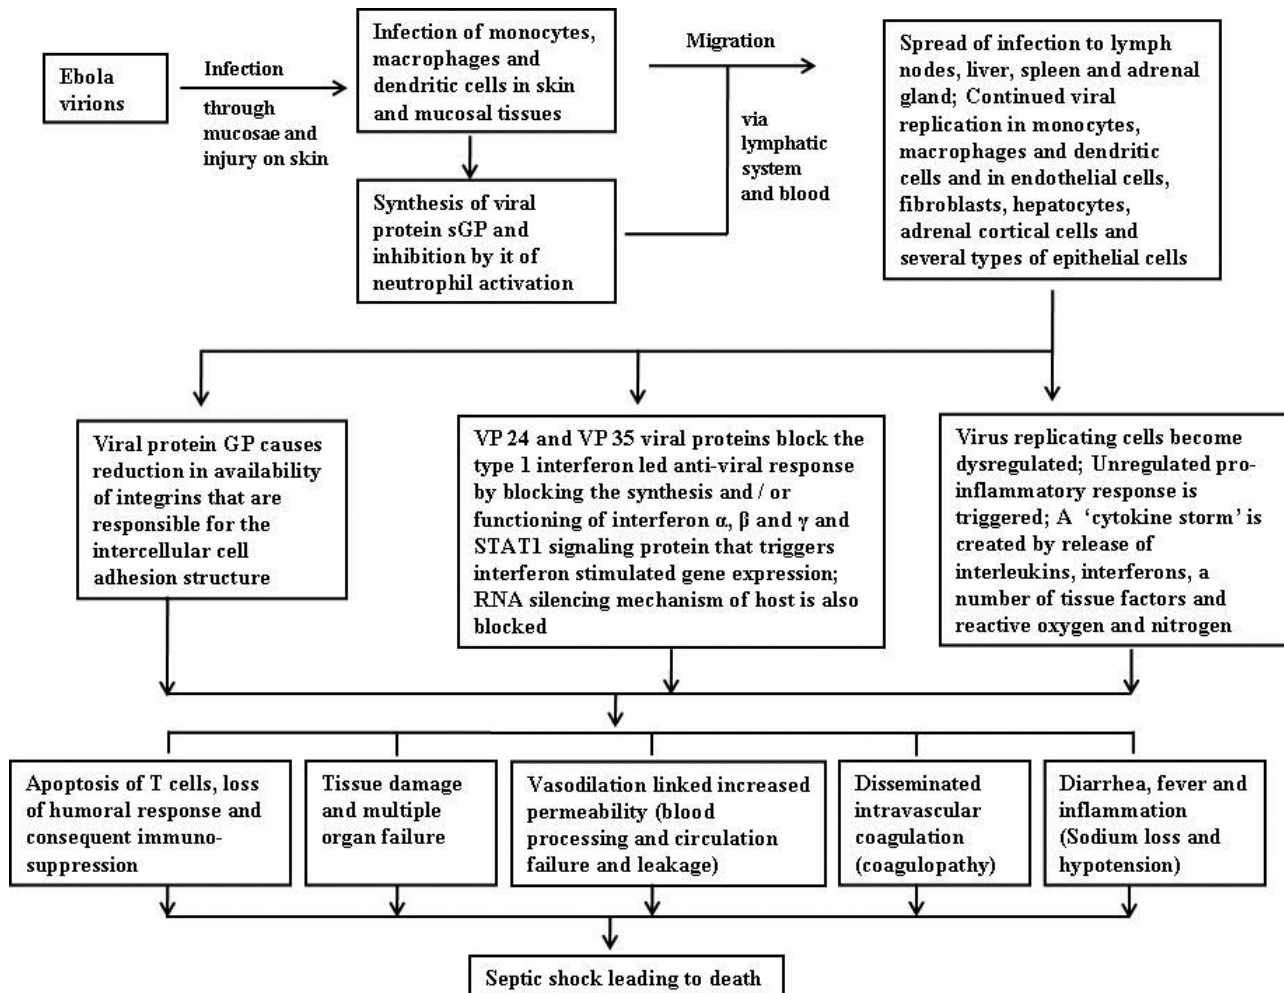 Ebola
virions
Infection
through
mucosae and
injury on skin
Infection of monocytes,
macrophages and
dendritic cells in skin
and mucosal tissues
Synthesis of viral
protein sGP and
inhibition by it of
neutrophil activation
Migration
via
lymphatic
system
and blood
Spread of infection to lymph
nodes, liver, spleen and adrenal
gland; Continued viral
replication in monocytes,
macrophages and dendritic
cells and in endothelial cells,
fibroblasts, hepatocytes,
adrenal cortical cells and
several types of epithelial cells
Viral protein GP causes
reduction in availability
of integrins that are
responsible for the
intercellular cell
adhesion structure
VP 24 and VP 35 viral proteins block the
type 1 interferon led anti-viral response
by blocking the synthesis and / or
functioning of interferon α, β and γ and
STAT1 signaling protein that triggers
interferon stimulated gene expression;
RNA silencing mechanism of host is also
blocked
Virus replicating cells become
dysregulated; Unregulated pro-
inflammatory response is
triggered; A ‘cytokine storm’ is
created by release of
interleukins, interferons, a
number of tissue factors and
reactive oxygen and nitrogen
Apoptosis of T cells, loss
of humoral response and
consequent immuno-
suppression
Tissue damage
and multiple
organ failure
Vasodilation linked increased
permeability (blood
processing and circulation
failure and leakage)
Disseminated
intravascular
coagulation
(coagulopathy)
Diarrhea, fever and
inflammation
(Sodium loss and
hypotension)
Septic shock leading to death